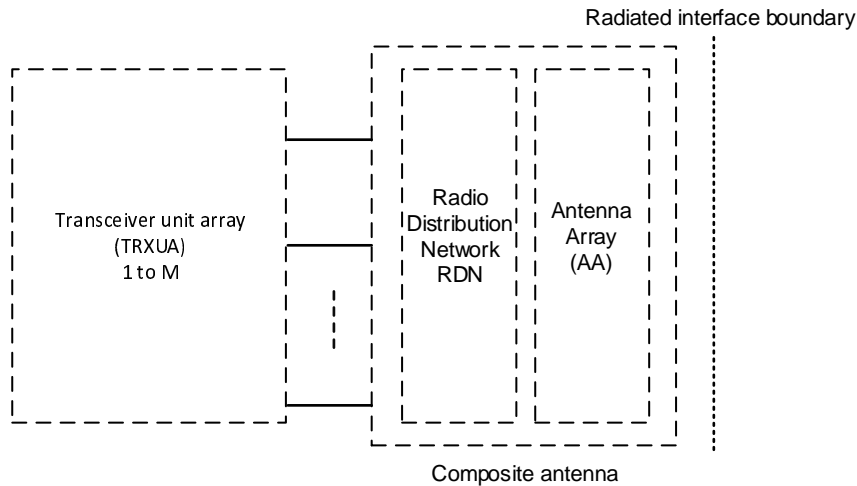 Radiated interface boundary
Transceiver unit array
(TRXUA)
1 to M
Radio
Distribution
Network
RDN
Antenna
Array
(AA)
Composite antenna